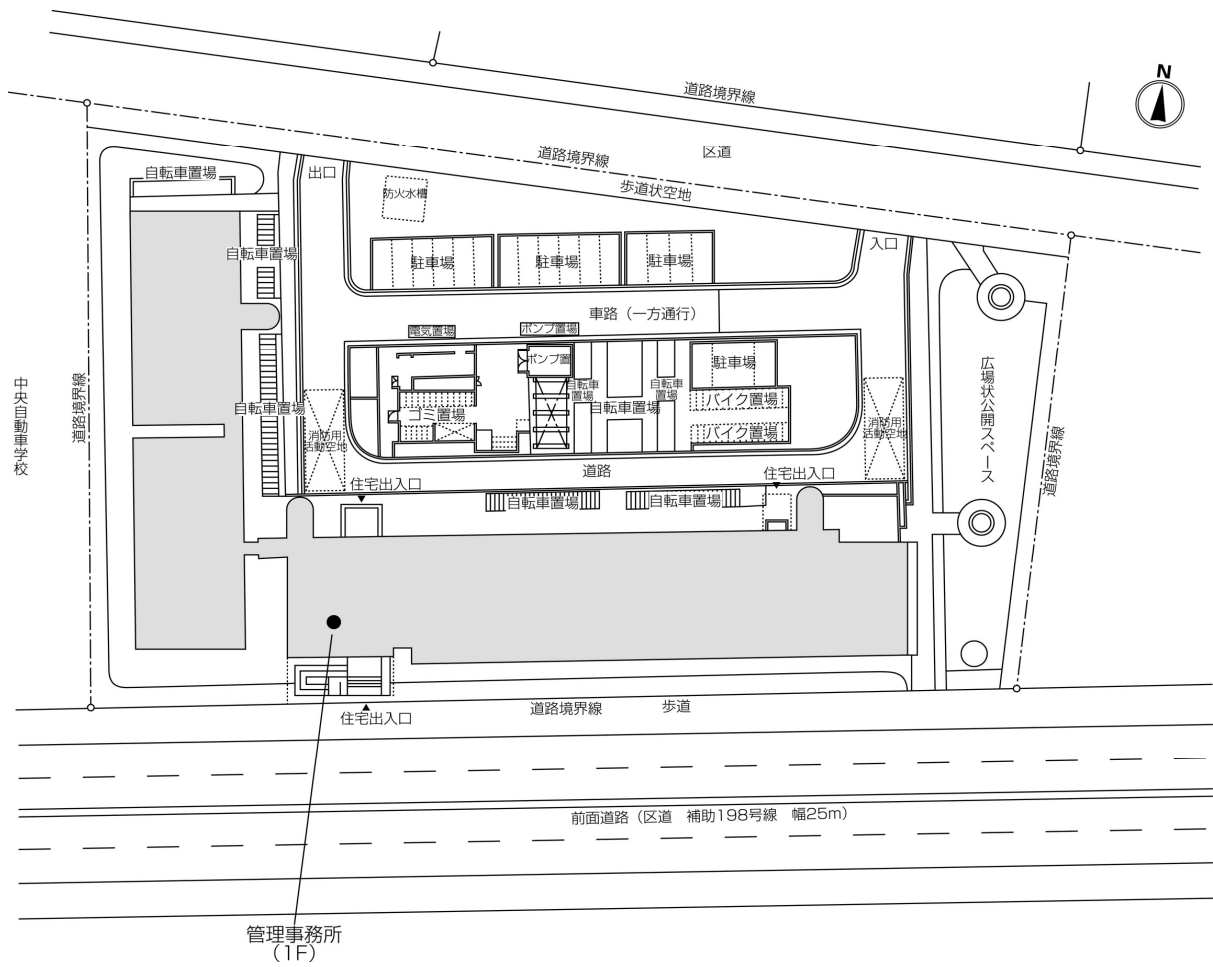 道路境界線
N
区道
道路境界線
歩道状空地
自転車置場
出口
防火水槽
入口
自転車置場
駐車場
駐車場
駐車場
車路（一方通行）
電気置場
ポンプ置場
ポンプ置
駐車場
自転車
置場
自転車
置場
自転車置場
バイク置場
バイク置場
ゴミ置場
自転車置場
消防用
活動空地
消防用
活動空地
広場状公開スペース
道路境界線
中央自動車学校
道路境界線
道路
住宅出入口
住宅出入口
自転車置場
自転車置場
住宅出入口
道路境界線
歩道
前面道路（区道　補助198号線　幅25m）
管理事務所
（1F）